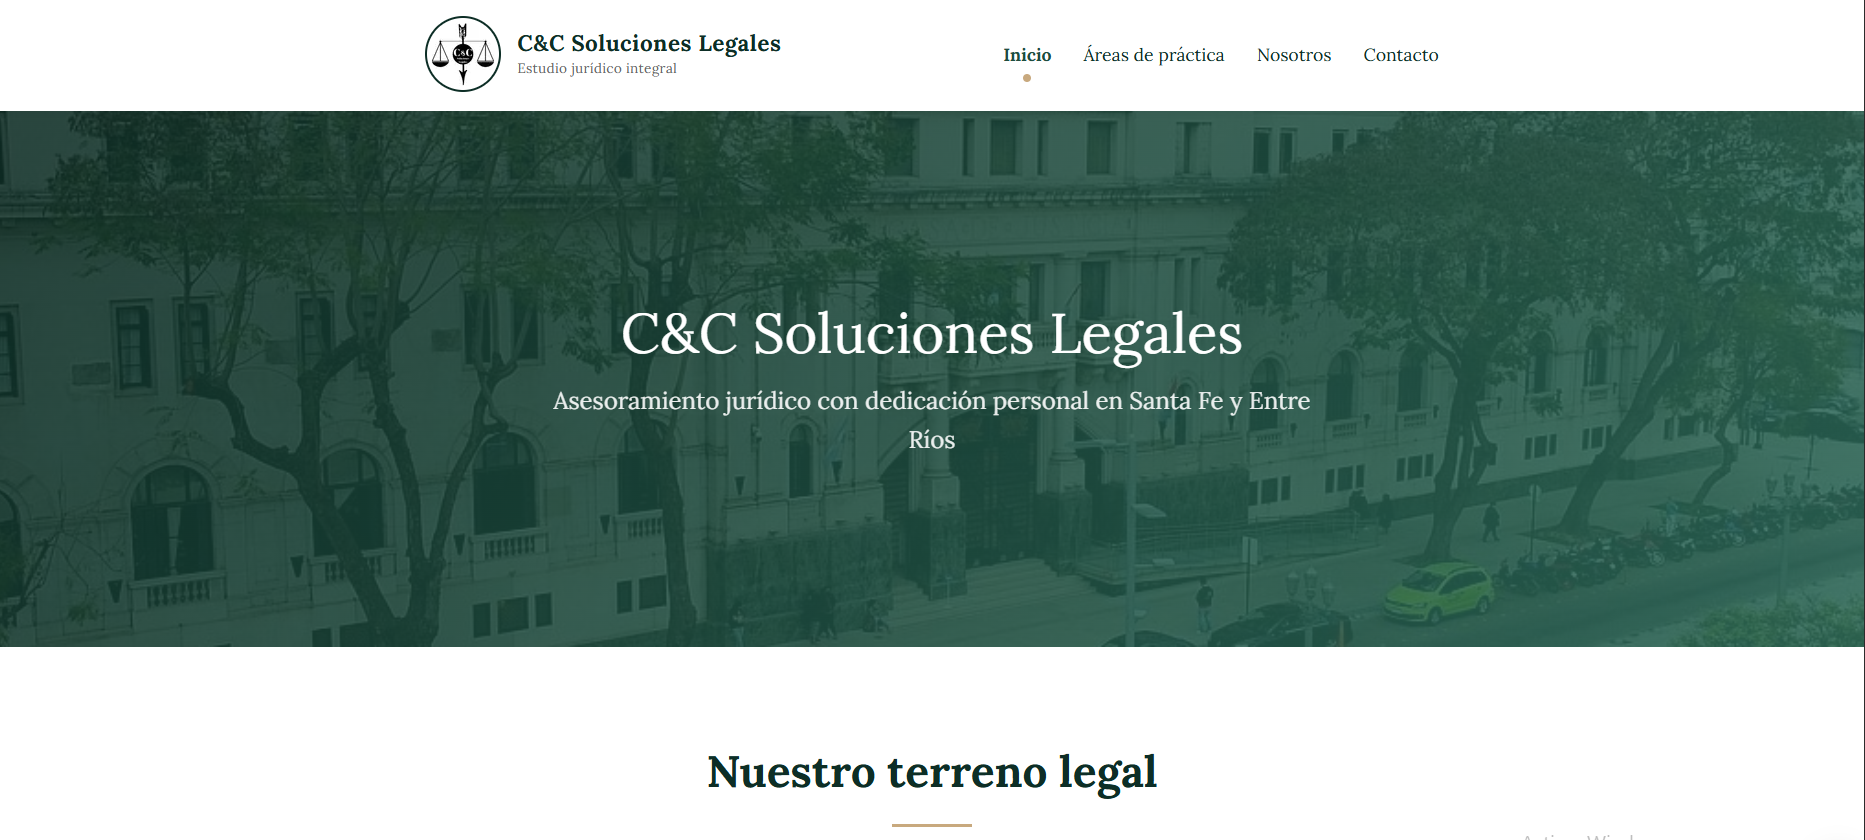 C&C
C&C Soluciones Legales
Estudio jurídico integral
Inicio
Áreas de práctica
Nosotros
Contacto
C&C Soluciones Legales
Asesoramiento jurídico con dedicación personal en Santa Fe y Entre
Ríos
Nuestro terreno legal